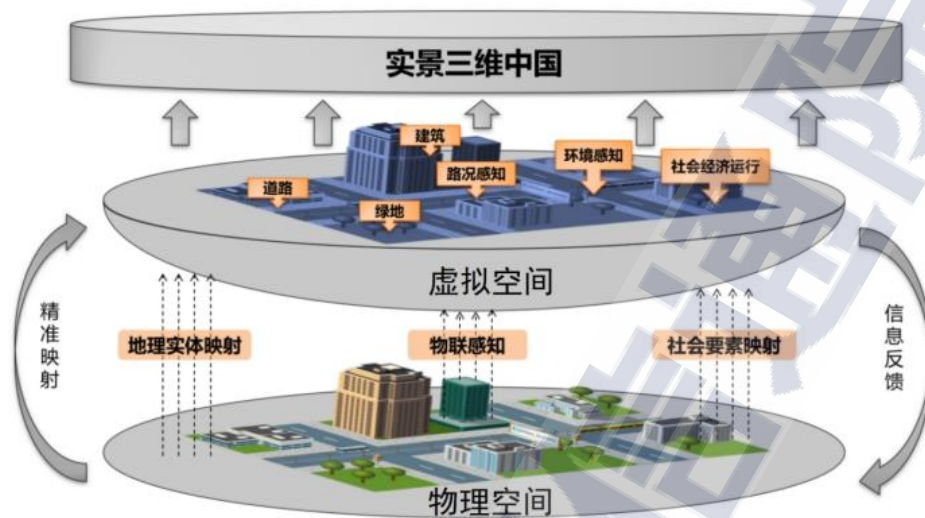 实景三维中国
建筑
环境感知
社会经济运行
路况感知
道路
绿地
虚拟空间
精准映射
地理实体映射
物联感知
社会要素映射
信息反馈
物理空间